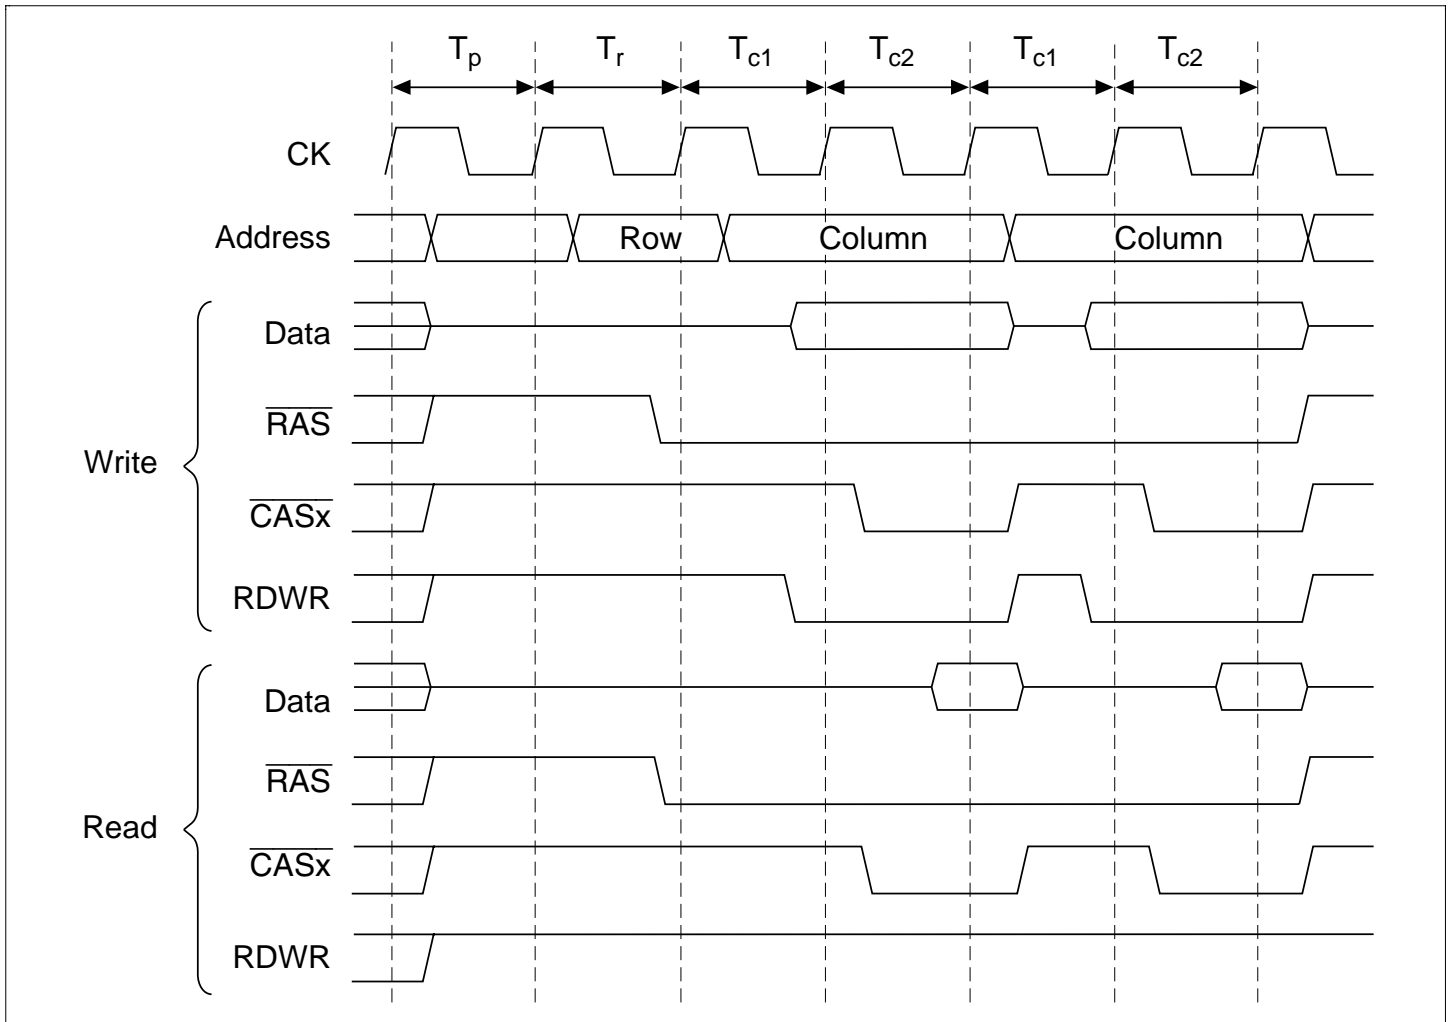 Tp Tr Tc1 Tc2 Tc1 Tc2
CK
Address Row Column Column
Data
RAS
Write
CASx
RDWR
Data
RAS
Read
CASx
RDWR